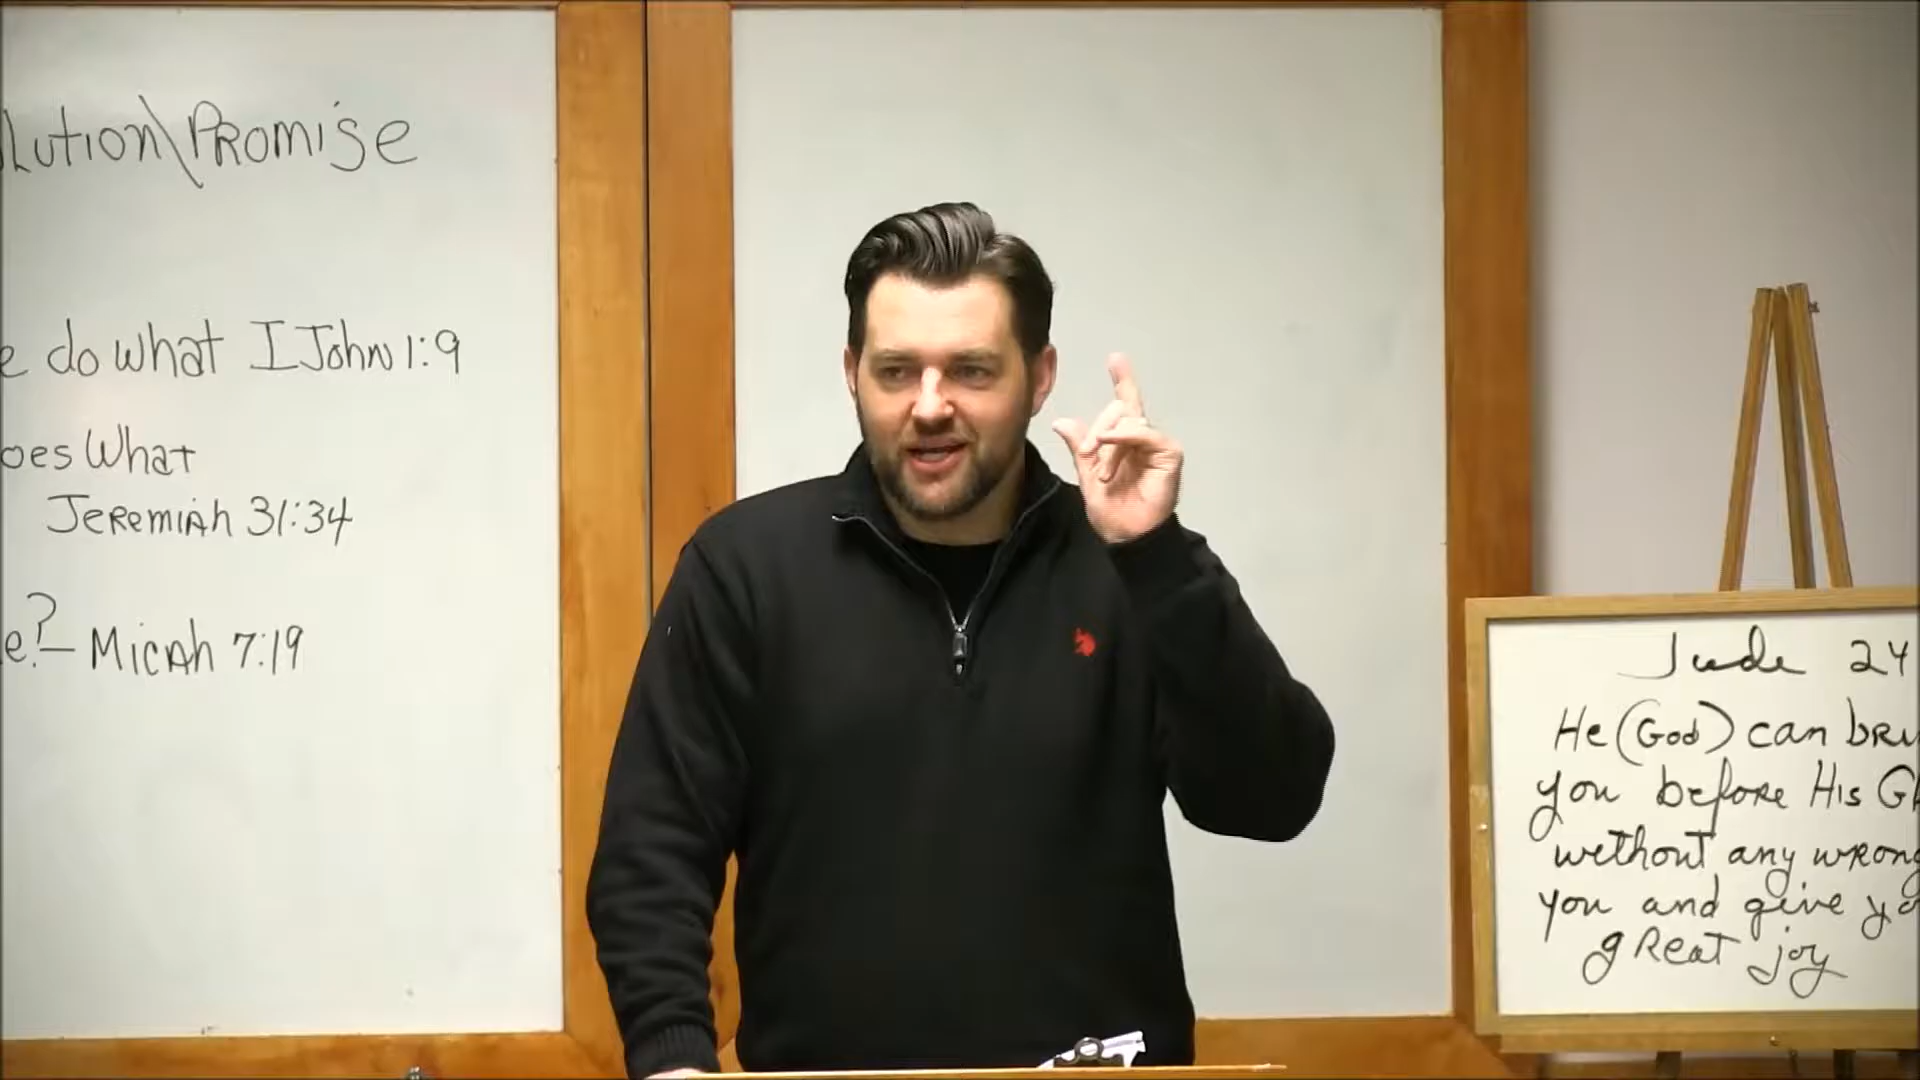 lution\Promise
e do what I John 1:9
oes What
Jeremiah 31:34
e?- Micah 7:19
Jude 24
He (God) can bri
you before His Gl
without any wrong
you and give yo
great joy